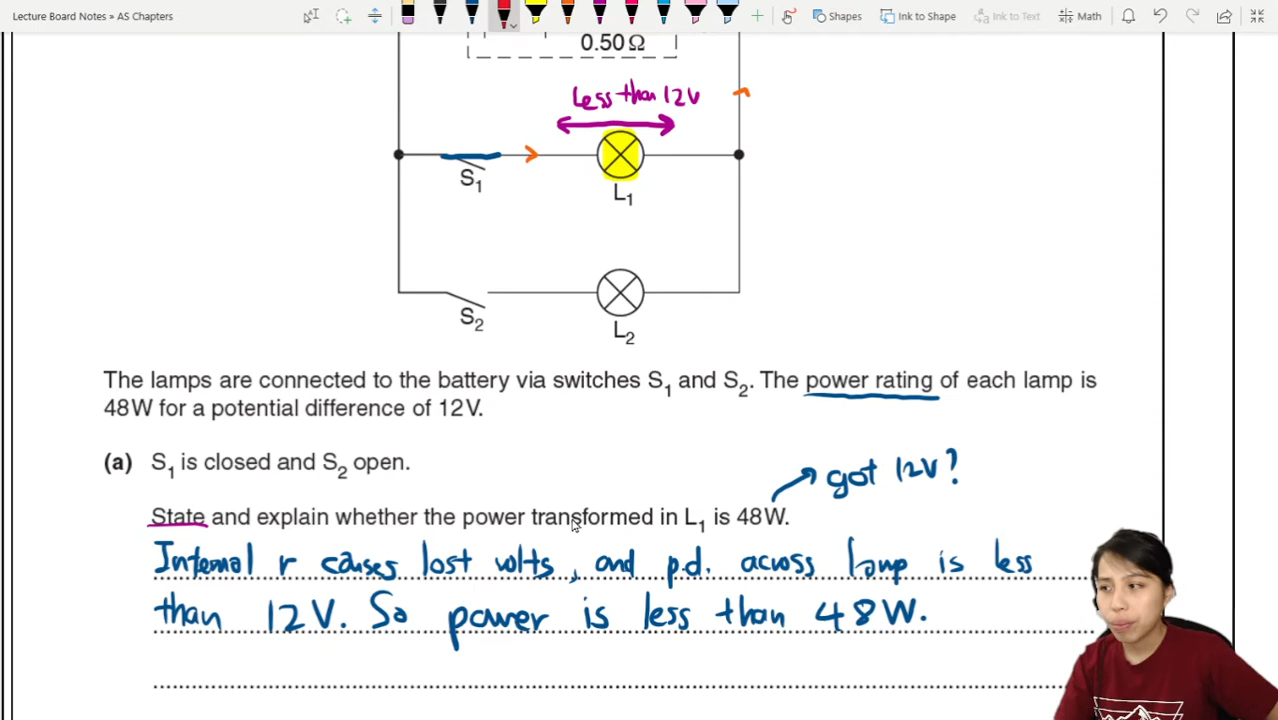 Lecture Board Notes » AS Chapters
Shapes
Ink to Shape
Ink to Text
Math
0.50 Ω
Less than 12V
S1
L1
S2
L2
The lamps are connected to the battery via switches S1 and S2. The power rating of each lamp is
48W for a potential difference of 12V.
(a) S1 is closed and S2 open.
got 12V?
State and explain whether the power transformed in L1 is 48W.
Internal r causes lost volts, and p.d. across lamp is less
than 12V. So power is less than 48W.